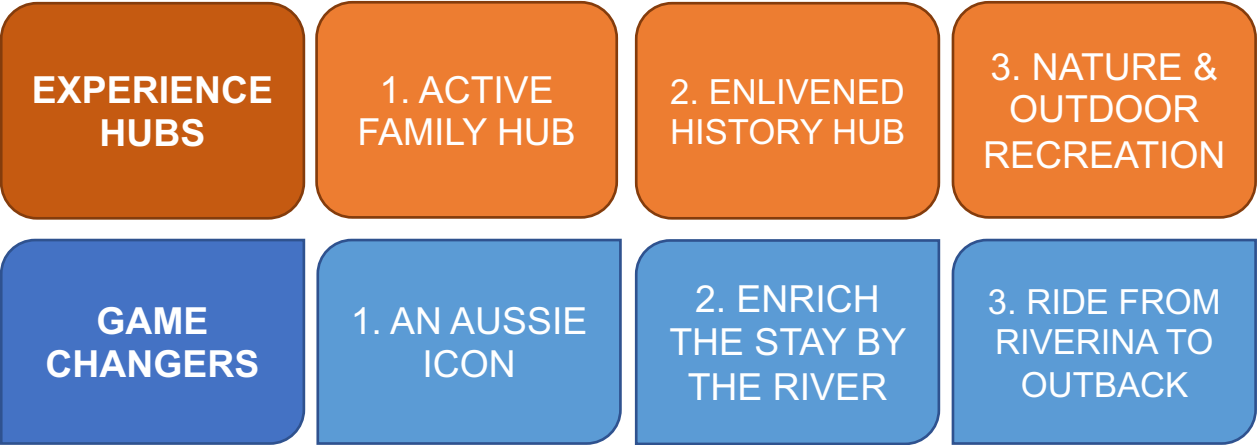 EXPERIENCE
HUBS
1. ACTIVE
FAMILY HUB
2. ENLIVENED
HISTORY HUB
3. NATURE &
OUTDOOR
RECREATION
GAME
CHANGERS
1. AN AUSSIE
ICON
2. ENRICH
THE STAY BY
THE RIVER
3. RIDE FROM
RIVERINA TO
OUTBACK